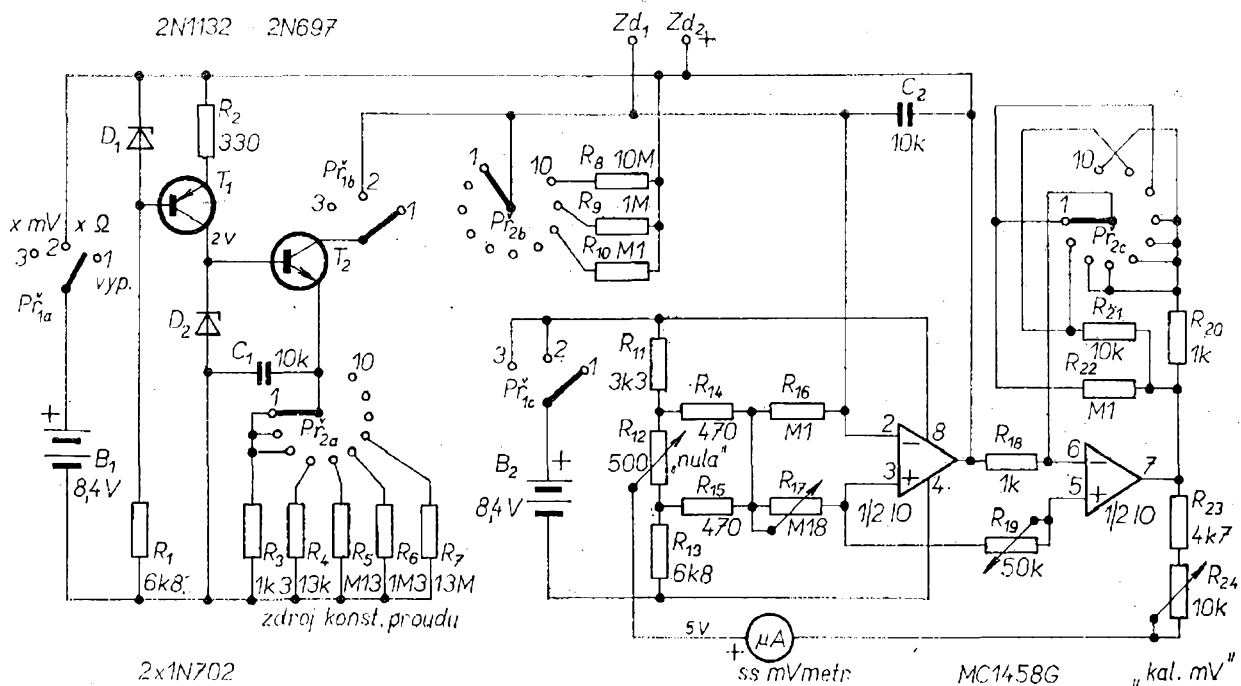 2N1132 2N697
Zd1 Zd2 +
R2
330
D1
T1
2V
x mV x Ω
3 2 1
vyp.
Př1a
Př1b
3 2 1
T2
D2
C1 10k
1 10
Př2a
+
B1
8,4V
R1
6k8
R3 R4 R5 R6 R7
1k3 13k M13 1M3 13M
zdroj konst. proudu
2x1N702
1 10
Př2b
R8 10M
R9 1M
R10 M1
C2
10k
3 2 1
Př1c
+
B2
8,4V
R11
3k3
R12
500 „nula"
R13
6k8
R14
470
R15
470
R16
M1
R17
M18
2 − 8
3 + 4
1/2 IO
R18
1k
R19
50k
6 − 7
5 +
1/2 IO
10
1
Př2c
R20
1k
R21
10k
R22
M1
R23
4k7
R24
10k
5V
+ μA
ss mVmetr
MC1458G
„kal. mV"